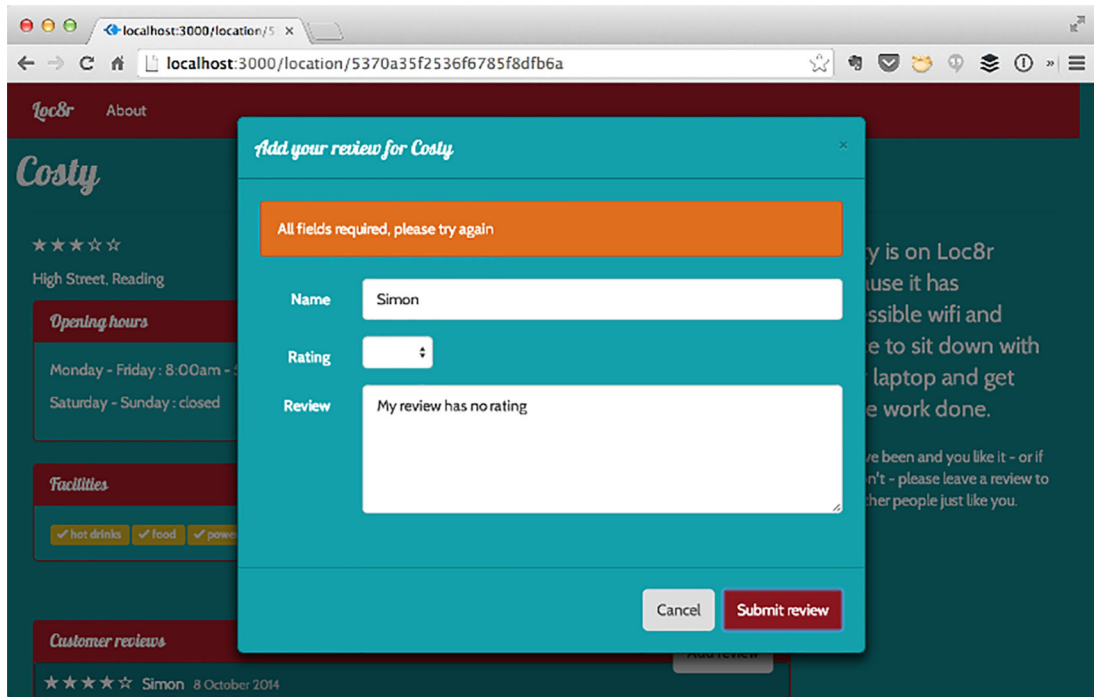 localhost:3000/location/5
localhost:3000/location/5370a35f2536f6785f8dfb6a
Loc8r About
Costy
High Street, Reading
Opening hours
Monday - Friday : 8:00am -
Saturday - Sunday : closed
Facilities
hot drinks food powe
Customer reviews
Simon 8 October 2014
Add your review for Costy
×
All fields required, please try again
Name Simon
Rating
Review My review has no rating
Cancel Submit review
Add review
y is on Loc8r
use it has
ssible wifi and
e to sit down with
laptop and get
e work done.
ve been and you like it - or if
n't - please leave a review to
ther people just like you.